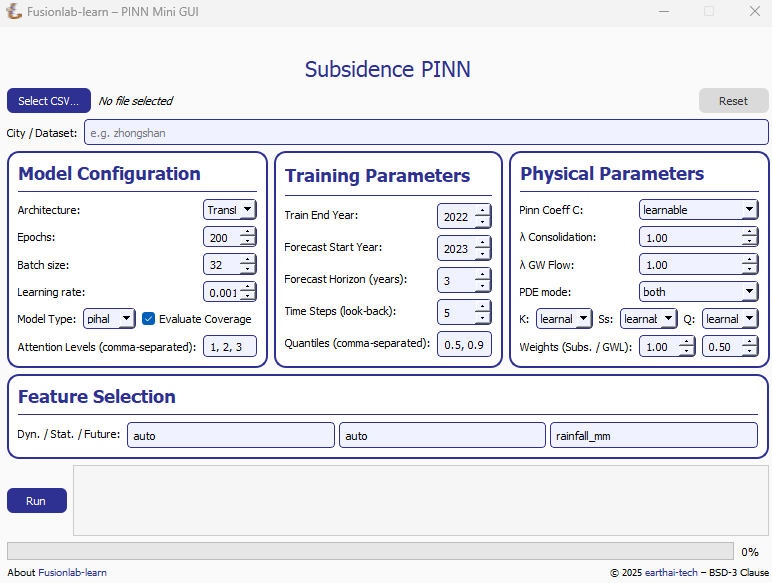 Fusionlab-learn – PINN Mini GUI
Subsidence PINN
Select CSV... No file selected Reset
City / Dataset: e.g. zhongshan
Model Configuration
Architecture: Transf
Epochs: 200
Batch size: 32
Learning rate: 0.001
Model Type: pihal Evaluate Coverage
Attention Levels (comma-separated): 1, 2, 3
Training Parameters
Train End Year: 2022
Forecast Start Year: 2023
Forecast Horizon (years): 3
Time Steps (look-back): 5
Quantiles (comma-separated): 0.5, 0.9
Physical Parameters
Pinn Coeff C: learnable
λ Consolidation: 1.00
λ GW Flow: 1.00
PDE mode: both
K: learnal Ss: learnab Q: learnal
Weights (Subs. / GWL): 1.00 0.50
Feature Selection
Dyn. / Stat. / Future: auto auto rainfall_mm
Run
0%
About Fusionlab-learn © 2025 earthai-tech – BSD-3 Clause